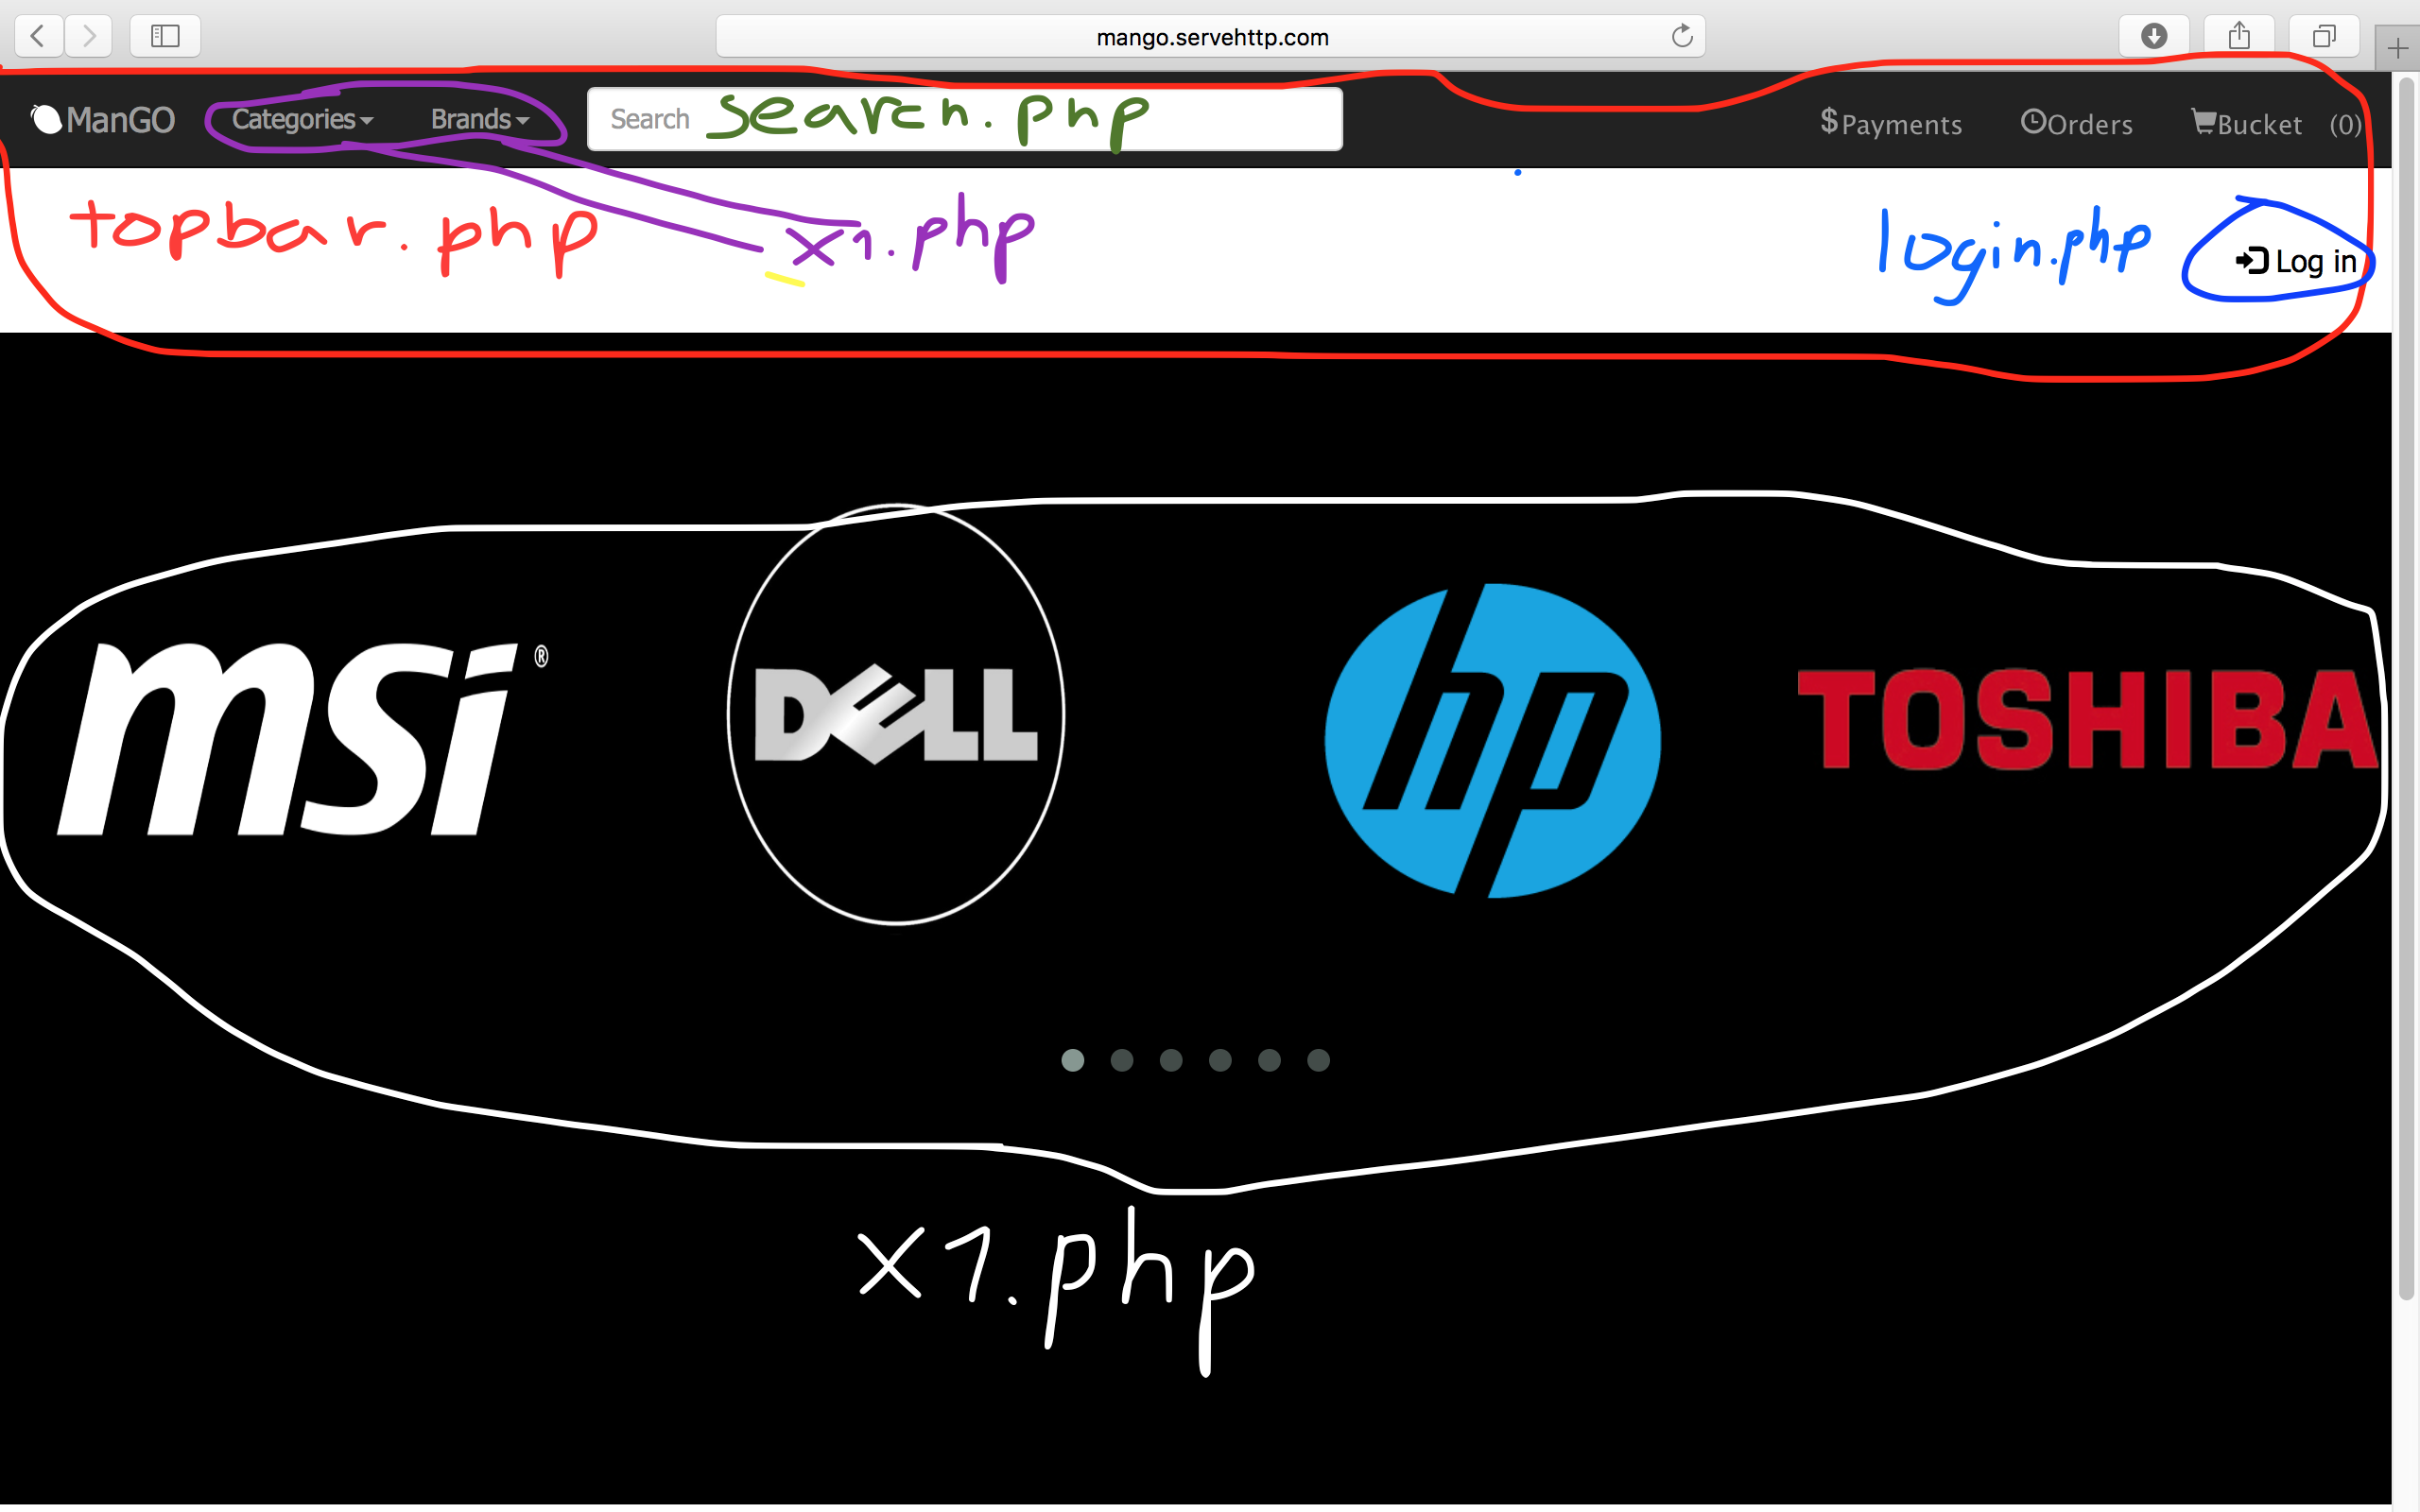 mango.servehttp.com
ManGO Categories Brands Search search.php $Payments Orders Bucket (0)
topbar.php x1.php login.php Log in
msi ® DELL hp TOSHIBA
x1.php